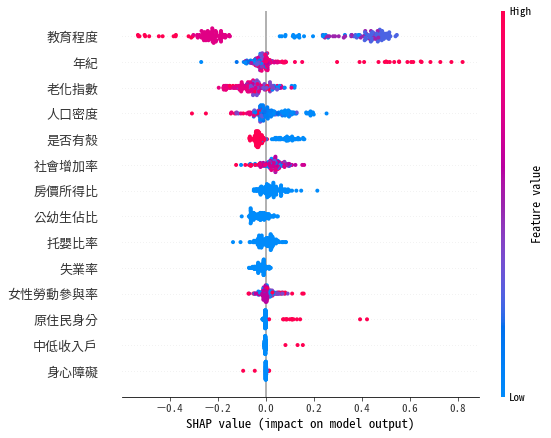 High
教育程度
年紀
老化指數
人口密度
是否有殼
社會增加率
房價所得比
公幼生佔比
托嬰比率
失業率
女性勞動參與率
原住民身分
中低收入戶
身心障礙
Feature value
Low
−0.4 −0.2 0.0 0.2 0.4 0.6 0.8
SHAP value (impact on model output)